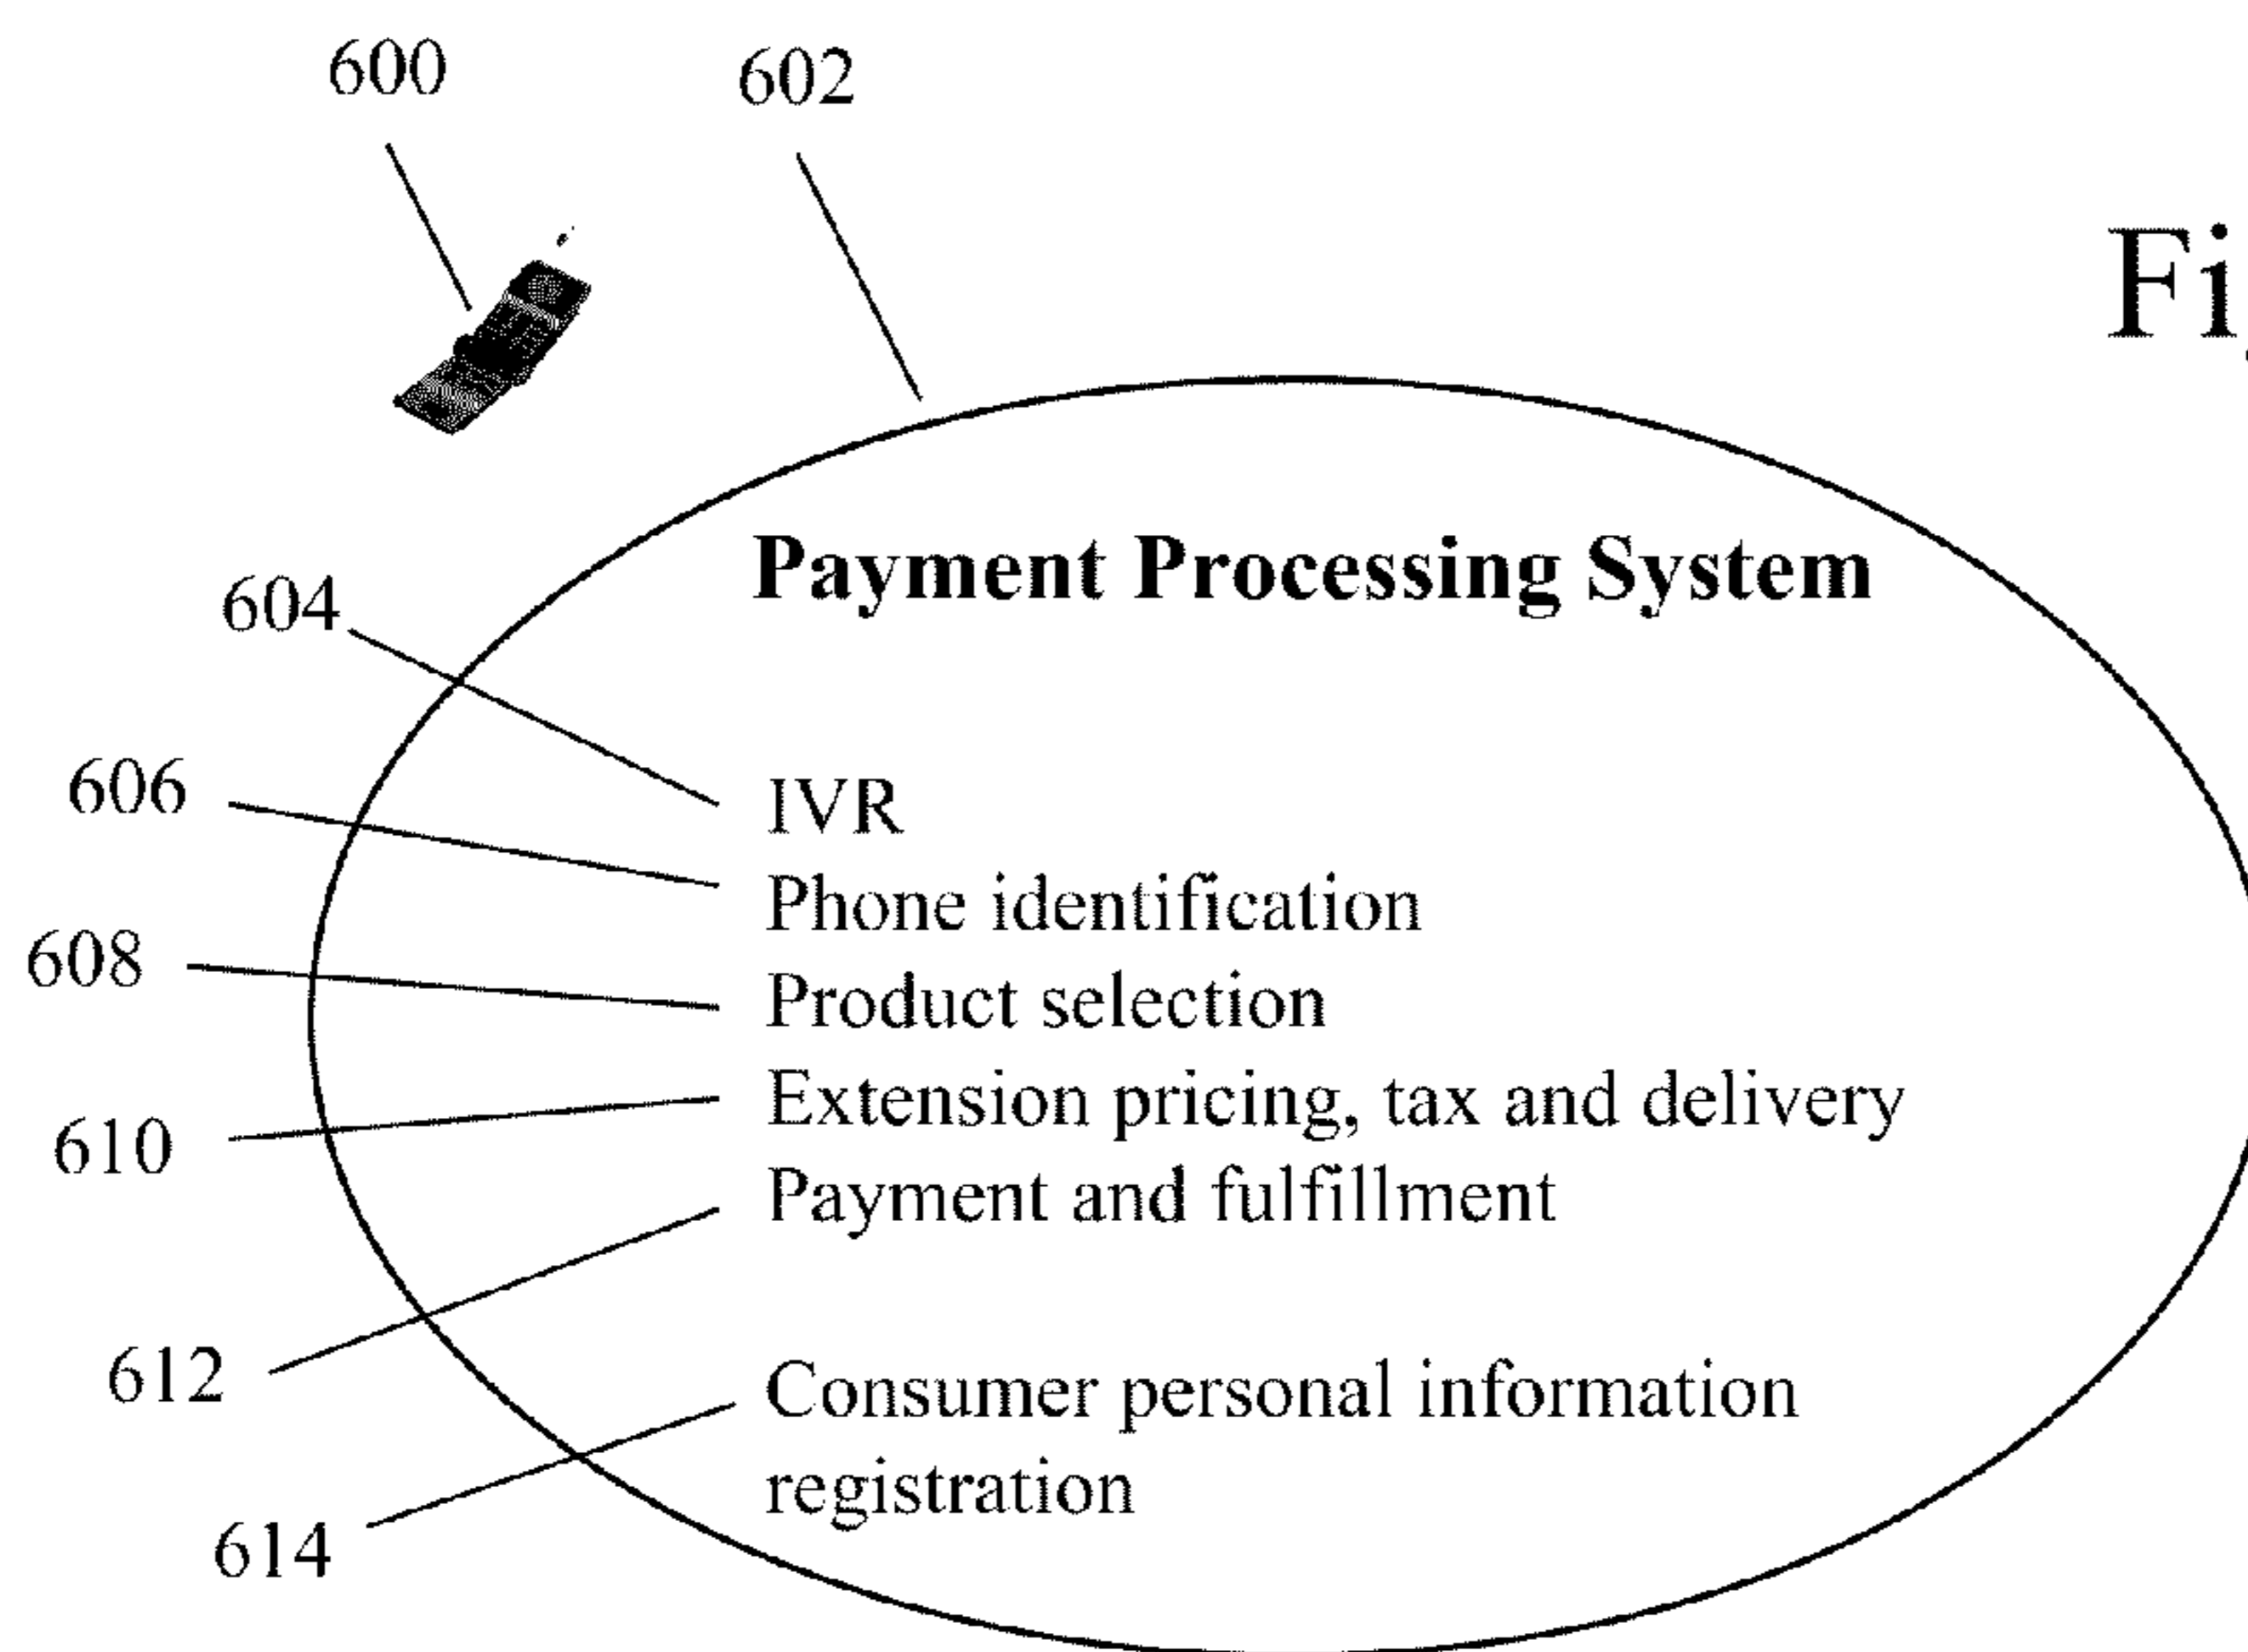 600
602
Fi
Payment Processing System
604
606
IVR
Phone identification
608
Product selection
610
Extension pricing, tax and delivery
Payment and fulfillment
612
Consumer personal information
614
registration